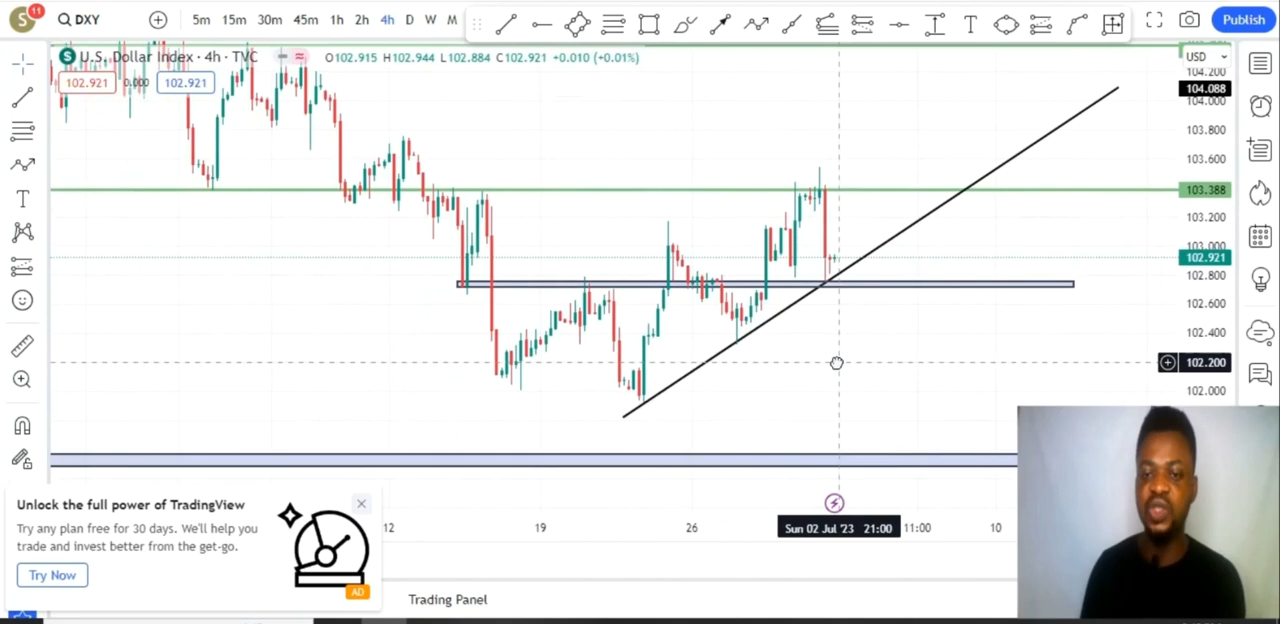 S 11 DXY 5m 15m 30m 45m 1h 2h 4h D W M T Publish
S U.S. Dollar Index · 4h · TVC O102.915 H102.944 L102.884 C102.921 +0.010 (+0.01%)
USD
102.921 0.000 102.921
104.200
104.088
104.000
103.800
103.600
103.388
103.200
103.000
102.921
102.800
102.600
102.400
102.200
102.000
T
Unlock the full power of TradingView
Try any plan free for 30 days. We'll help you
trade and invest better from the get-go.
Try Now
AD
12 19 26 Sun 02 Jul '23 21:00 11:00 10
Trading Panel